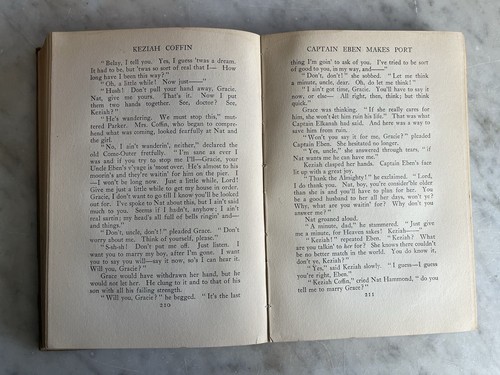 KEZIAH COFFIN
"Belay, I tell you. Yes, I guess 'twas a dream.
It had to be, but 'twas so sort of real that I— How
long have I been this way?"
"Oh, a little while! Now just——"
"Hush! Don't pull your hand away, Gracie.
Nat, give me yours. That's it. Now I put
them two hands together. See, doctor? See,
Keziah?"
"He's wandering. We must stop this," mut-
tered Parker. Mrs. Coffin, who began to compre-
hend what was coming, looked fearfully at Nat and
the girl.
"No, I ain't wanderin', neither," declared the
old Come-Outer fretfully. "I'm sane as ever I
was and if you try to stop me I'll—Gracie, your
Uncle Eben's v'yage is 'most over. He's almost to his
moorin's and they're waitin' for him on the pier. I
—I won't be long now. Just a little while, Lord!
Give me just a little while to get my house in order.
Gracie, I don't want to go till I know you'll be looked
out for. I've spoke to Nat about this, but I ain't said
much to you. Seems if I hadn't, anyhow; I ain't
real sartin; my head's all full of bells ringin' and—
and things."
"Don't, uncle, don't!" pleaded Grace. "Don't
worry about me. Think of yourself, please."
"S-sh-sh! Don't put me off. Just listen. I
want you to marry my boy, after I'm gone. I want
you to say you will—say it now, so's I can hear it.
Will you, Gracie?"
Grace would have withdrawn her hand, but he
would not let her. He clung to it and to that of his
son with all his failing strength.
"Will you, Gracie?" he begged. "It's the last
210
CAPTAIN EBEN MAKES PORT
thing I'm goin' to ask of you. I've tried to be sort
of good to you, in my way, and——"
"Don't, don't!" she sobbed. "Let me think
a minute, uncle, dear. Oh, do let me think!"
"I ain't got time, Gracie. You'll have to say it
now, or else— All right, then, think; but think
quick."
Grace was thinking. "If she really cares for
him, she won't let him ruin his life." That was what
Captain Elkanah had said. And here was a way to
save him from ruin.
"Won't you say it for me, Gracie?" pleaded
Captain Eben. She hesitated no longer.
"Yes, uncle," she answered through tears, "if
Nat wants me he can have me."
Keziah clasped her hands. Captain Eben's face
lit up with a great joy.
"Thank the Almighty!" he exclaimed. "Lord,
I do thank you. Nat, boy, you're consider'ble older
than she is and you'll have to plan for her. You
be a good husband to her all her days, won't ye?
Why, what are you waitin' for? Why don't you
answer me?"
Nat groaned aloud.
"A minute, dad," he stammered. "Just give
me a minute, for Heaven sakes! Keziah——"
"Keziah!" repeated Eben. "Keziah? What
are you talkin' to her for? She knows there couldn't
be no better match in the world. You do know it,
don't ye, Keziah?"
"Yes," said Keziah slowly. "I guess—I guess
you're right, Eben."
"Keziah Coffin," cried Nat Hammond, "do you
tell me to marry Grace?"
211